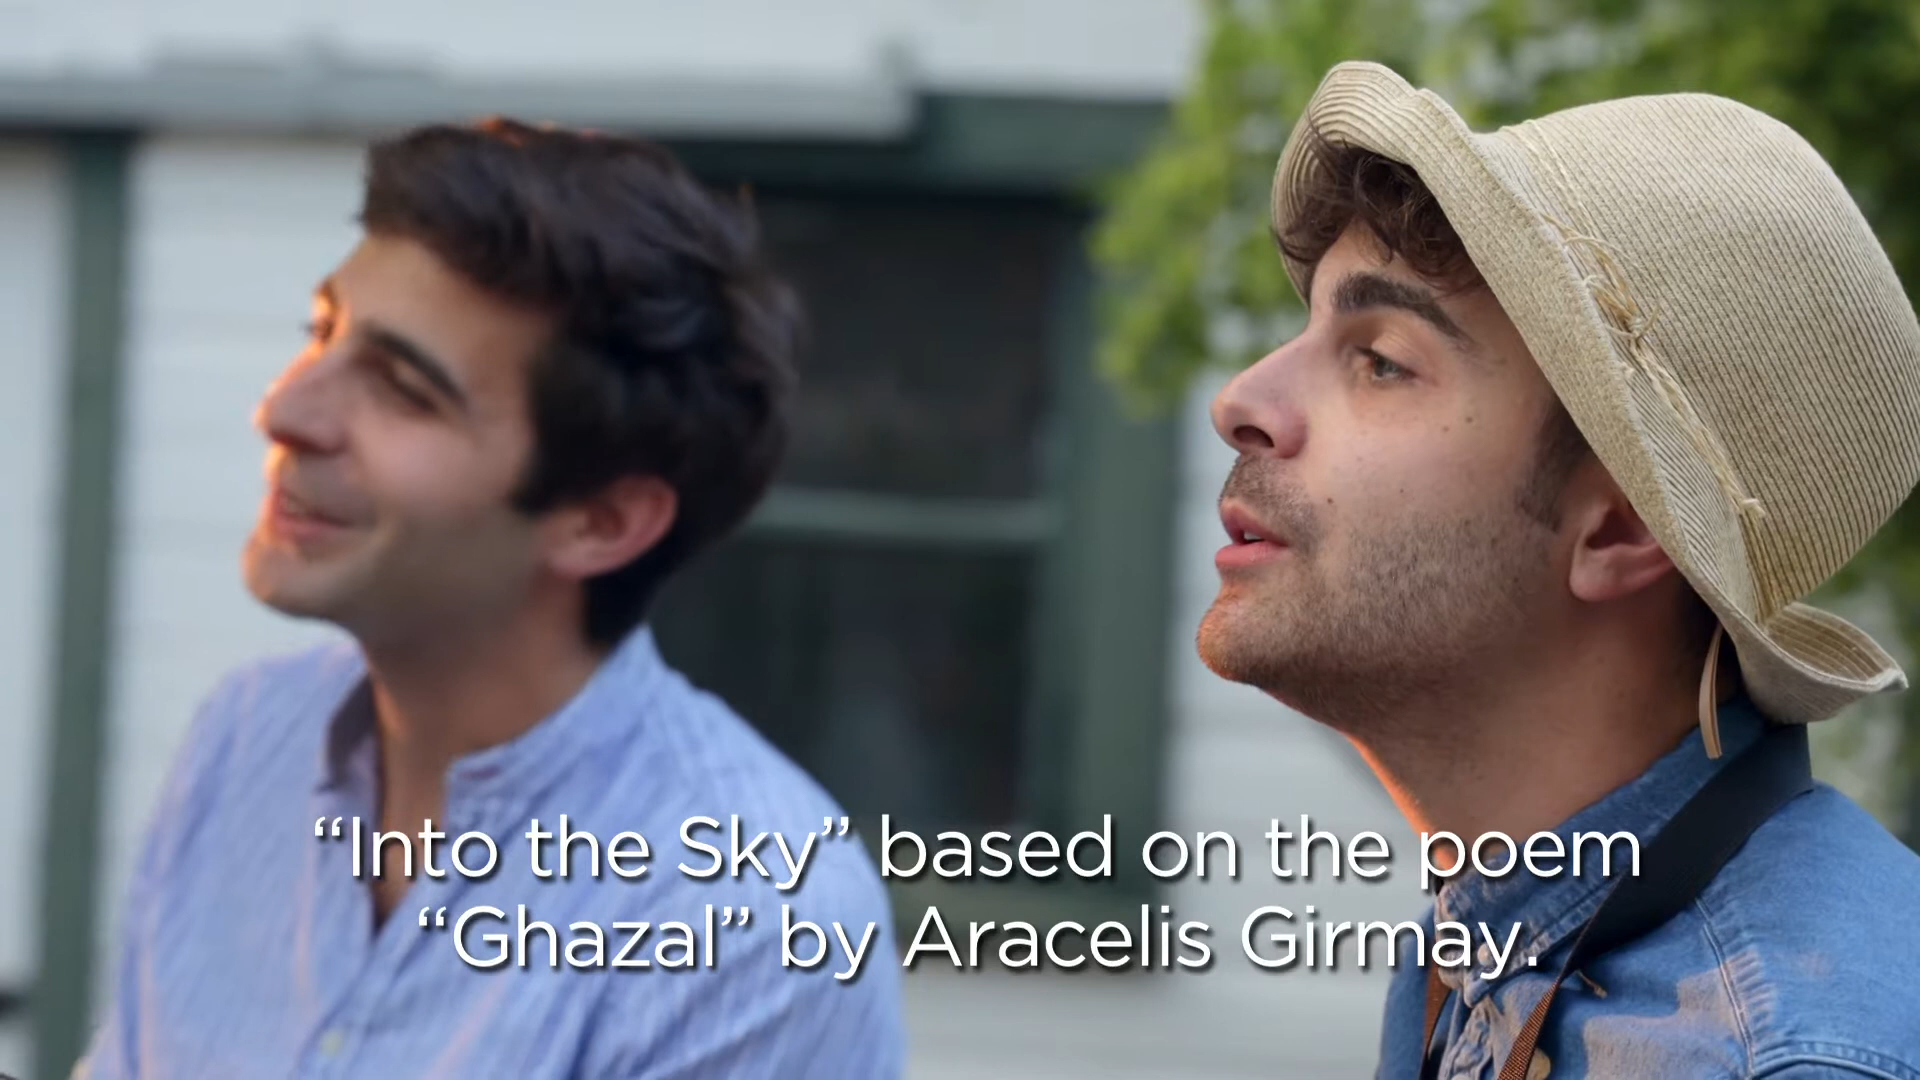 “Into the Sky” based on the poem
“Ghazal” by Aracelis Girmay.